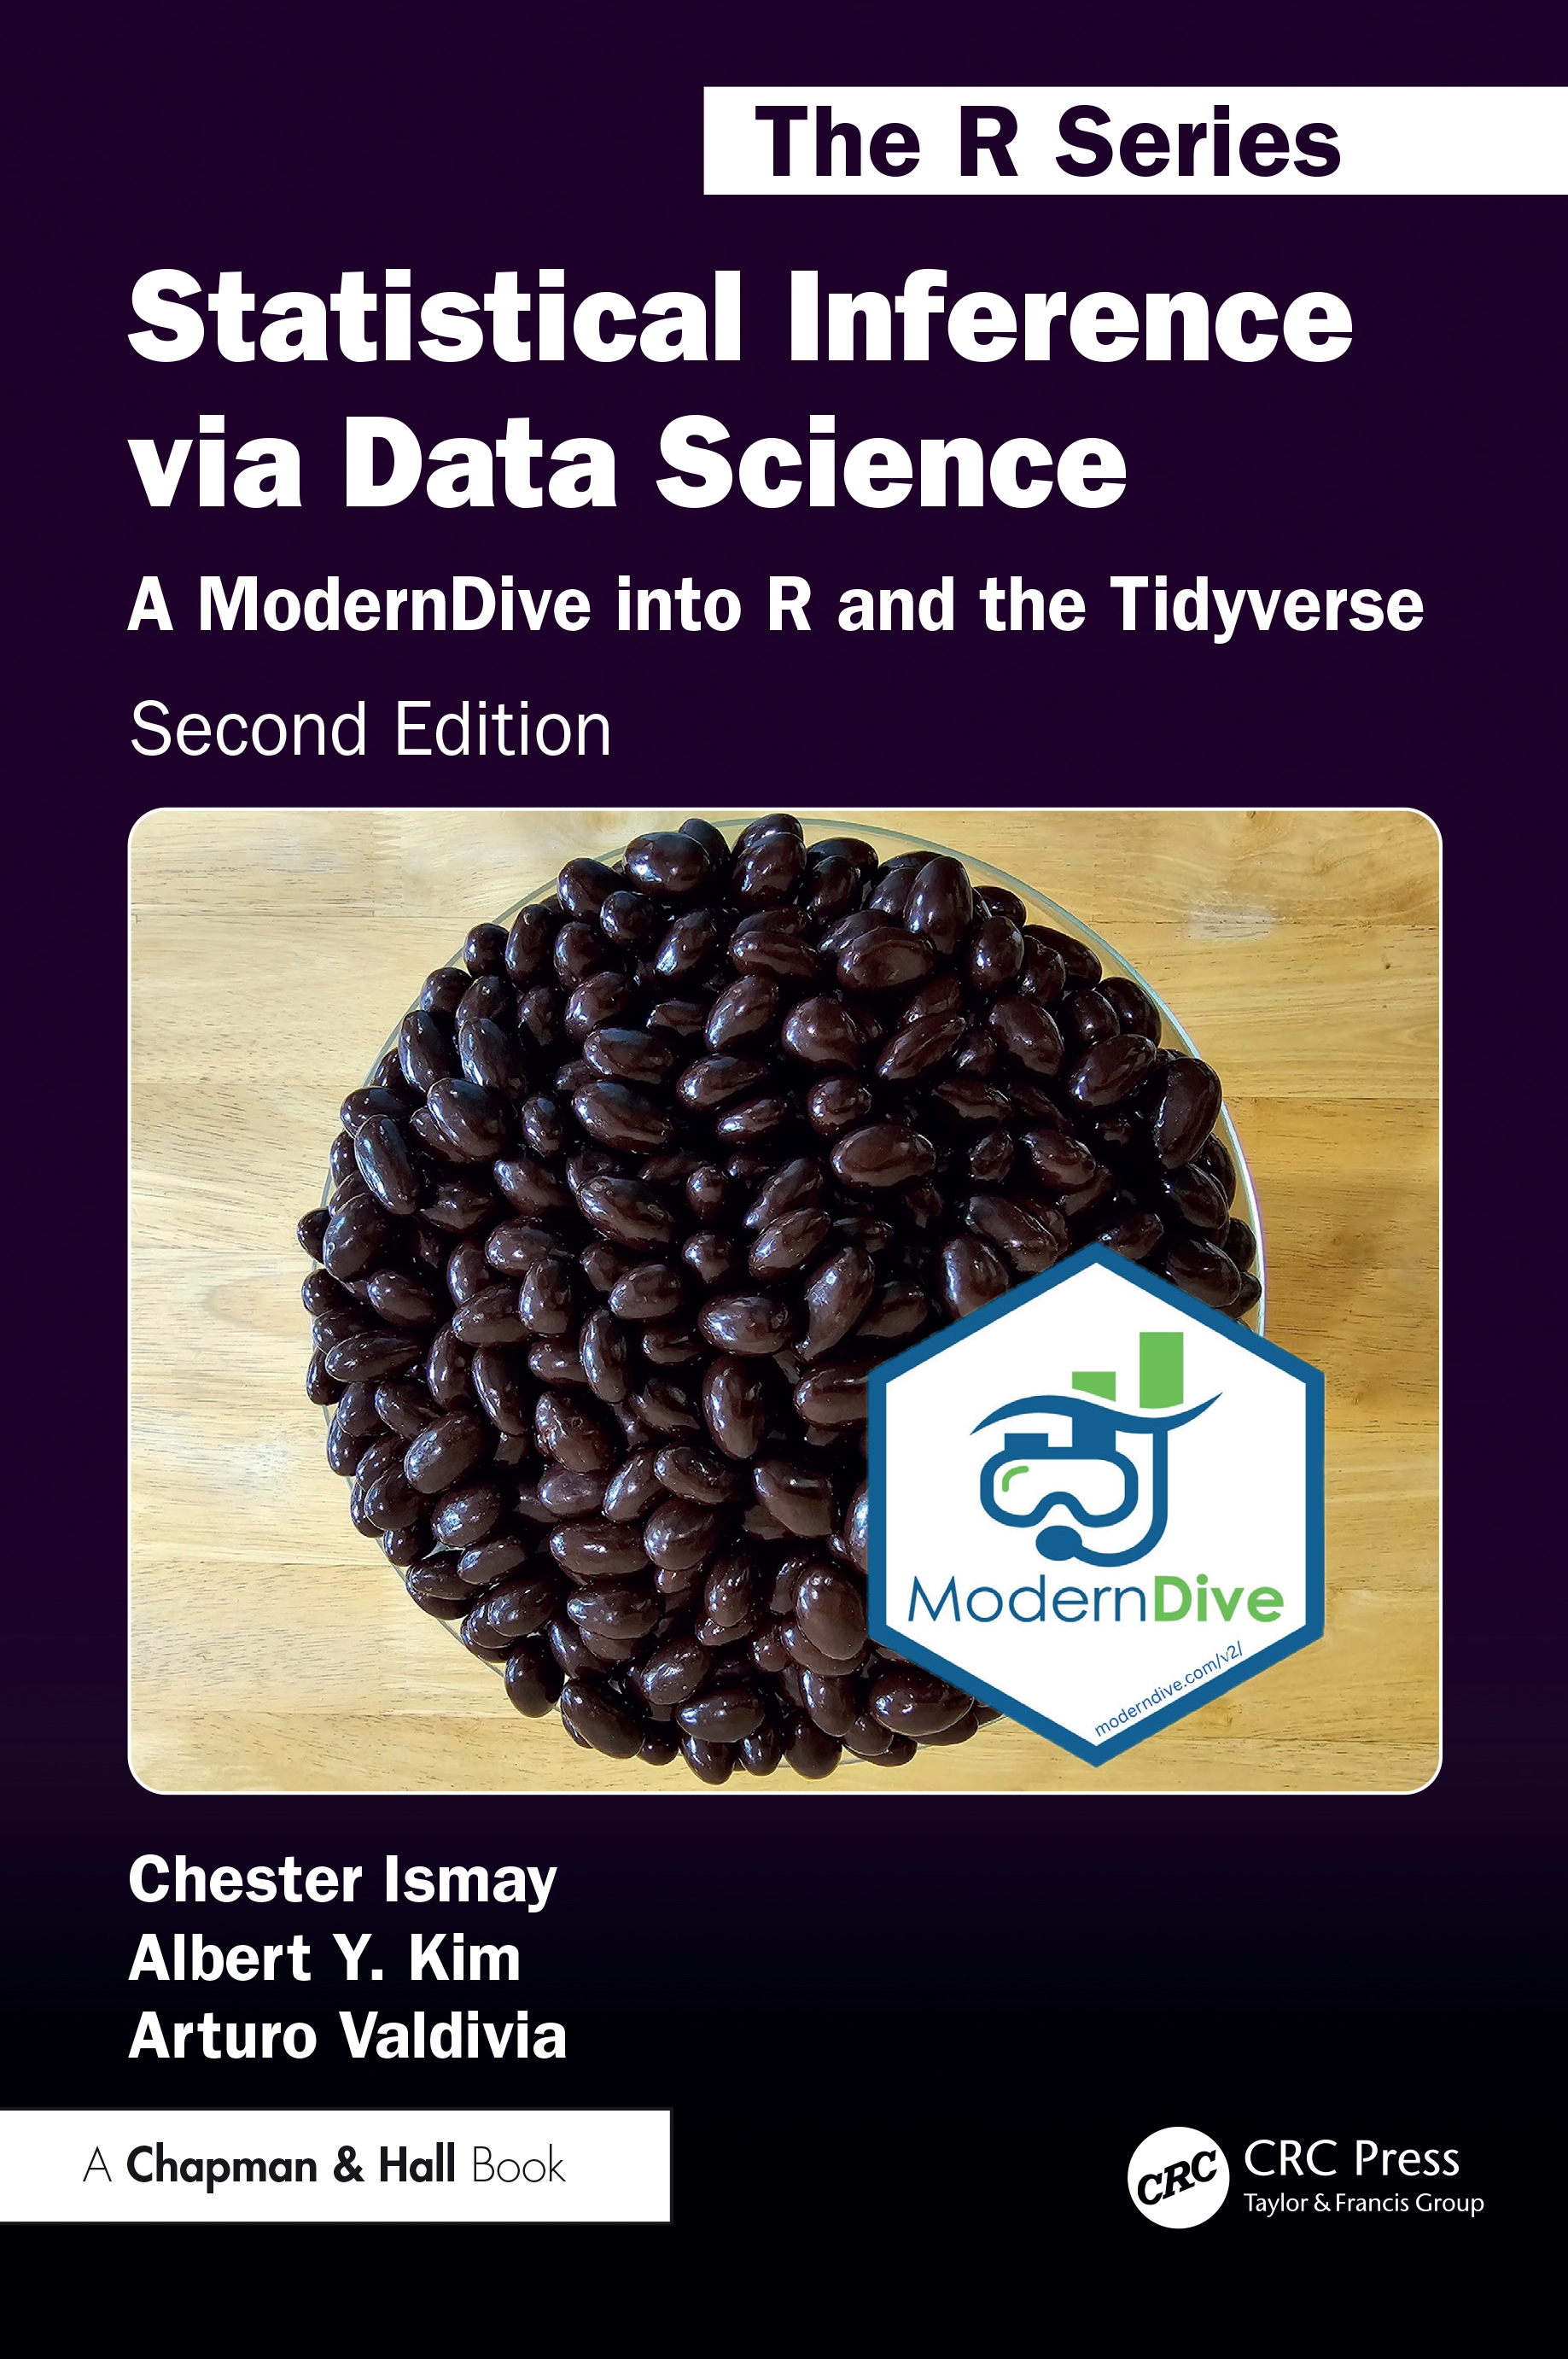 The R Series
Statistical Inference
via Data Science
A ModernDive into R and the Tidyverse
Second Edition
ModernDive
moderndive.com/v2/
Chester Ismay
Albert Y. Kim
Arturo Valdivia
A Chapman & Hall Book
CRC
CRC Press
Taylor & Francis Group